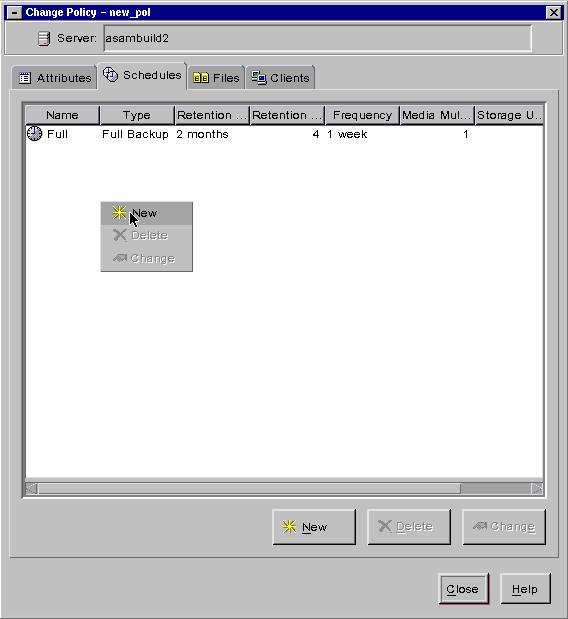 Change Policy – new_pol
Server: asambuild2
Attributes Schedules Files Clients
Name Type Retention ... Retention ... Frequency Media Mul... Storage U...
Full Full Backup 2 months 4 1 week 1
New
Delete
Change
New Delete Change
Close Help